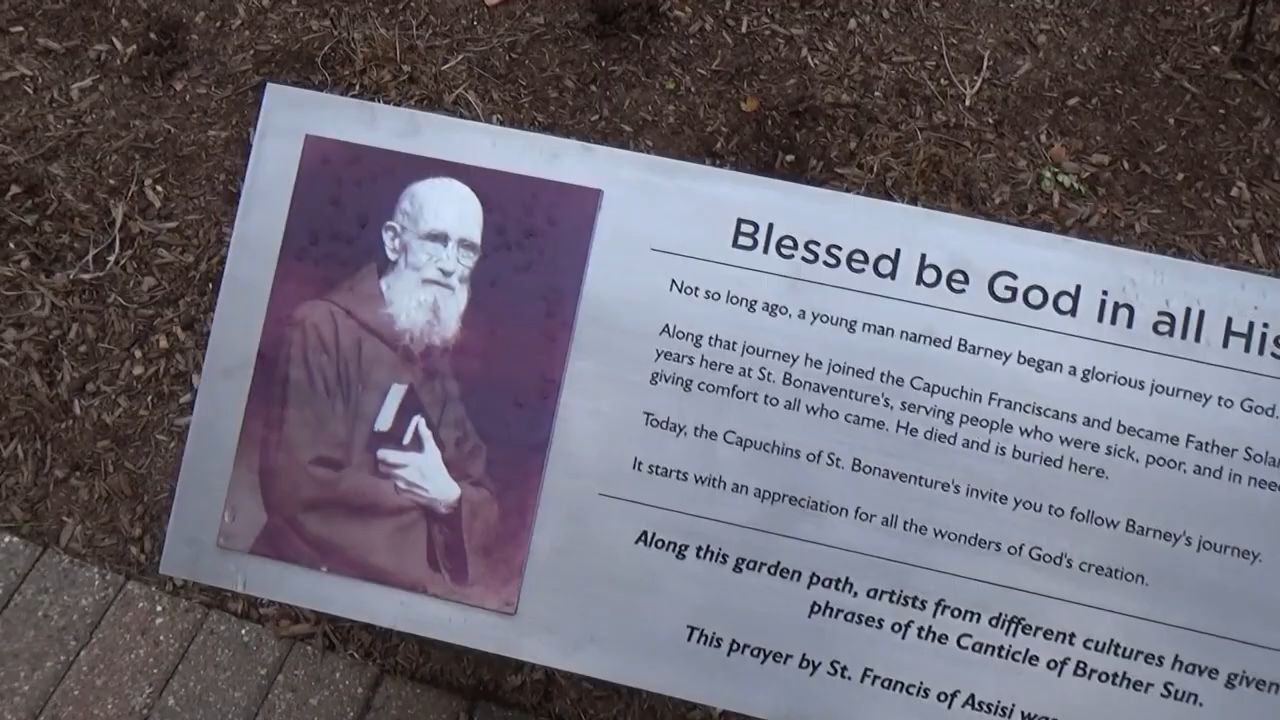 Blessed be God in all His
Not so long ago, a young man named Barney began a glorious journey to God.
Along that journey he joined the Capuchin Franciscans and became Father Sola
years here at St. Bonaventure's, serving people who were sick, poor, and in nee
giving comfort to all who came. He died and is buried here.
Today, the Capuchins of St. Bonaventure's invite you to follow Barney's journey.
It starts with an appreciation for all the wonders of God's creation.
Along this garden path, artists from different cultures have given
phrases of the Canticle of Brother Sun.
This prayer by St. Francis of Assisi